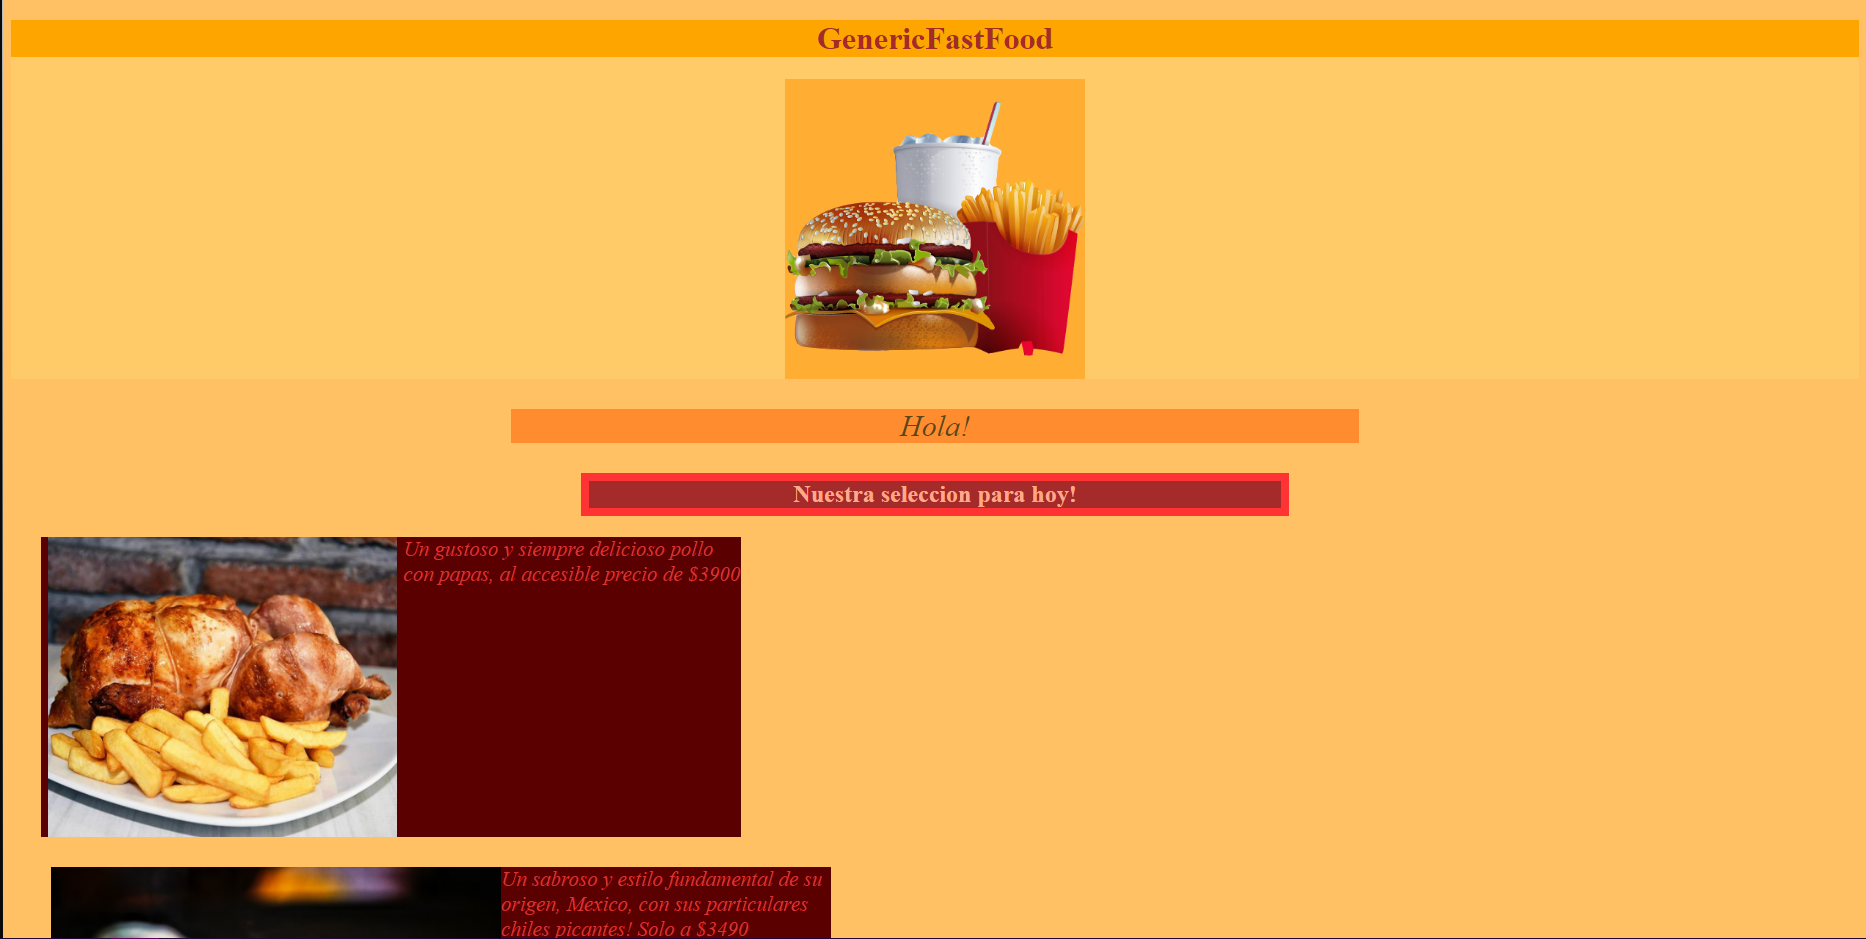 GenericFastFood
Hola!
Nuestra seleccion para hoy!
Un gustoso y siempre delicioso pollo
con papas, al accesible precio de $3900
Un sabroso y estilo fundamental de su
origen, Mexico, con sus particulares
chiles picantes! Solo a $3490